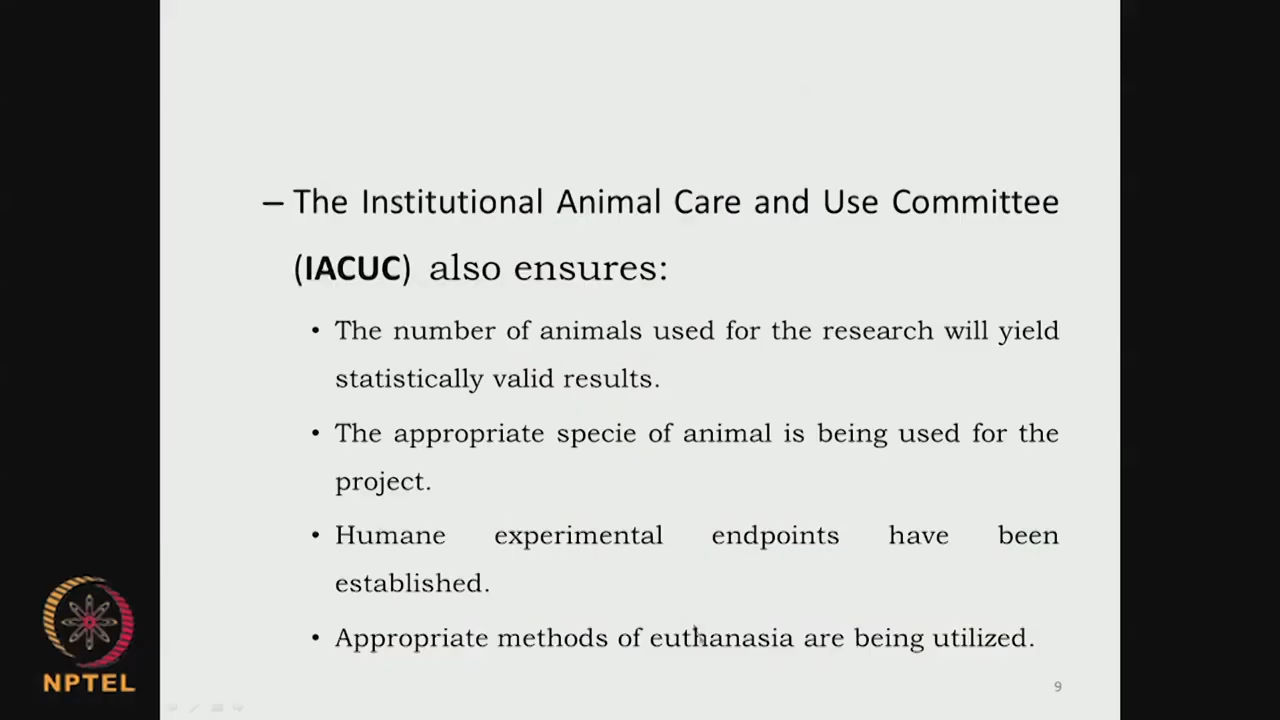 – The Institutional Animal Care and Use Committee
(IACUC) also ensures:
• The number of animals used for the research will yield
statistically valid results.
• The appropriate specie of animal is being used for the
project.
• Humane experimental endpoints have been
established.
• Appropriate methods of euthanasia are being utilized.
NPTEL
9